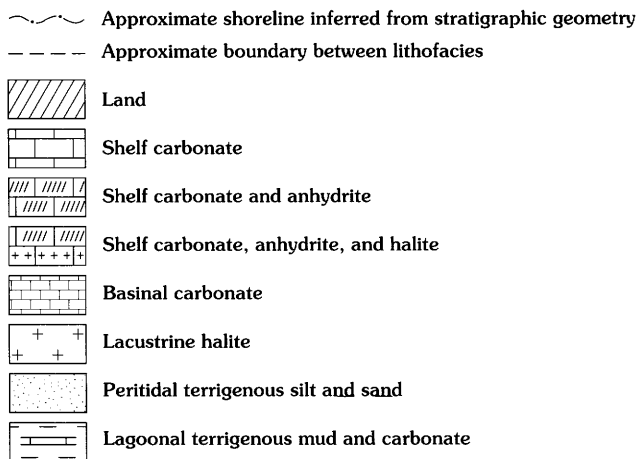 Approximate shoreline inferred from stratigraphic geometry
Approximate boundary between lithofacies
Land
Shelf carbonate
Shelf carbonate and anhydrite
Shelf carbonate, anhydrite, and halite
Basinal carbonate
Lacustrine halite
Peritidal terrigenous silt and sand
Lagoonal terrigenous mud and carbonate